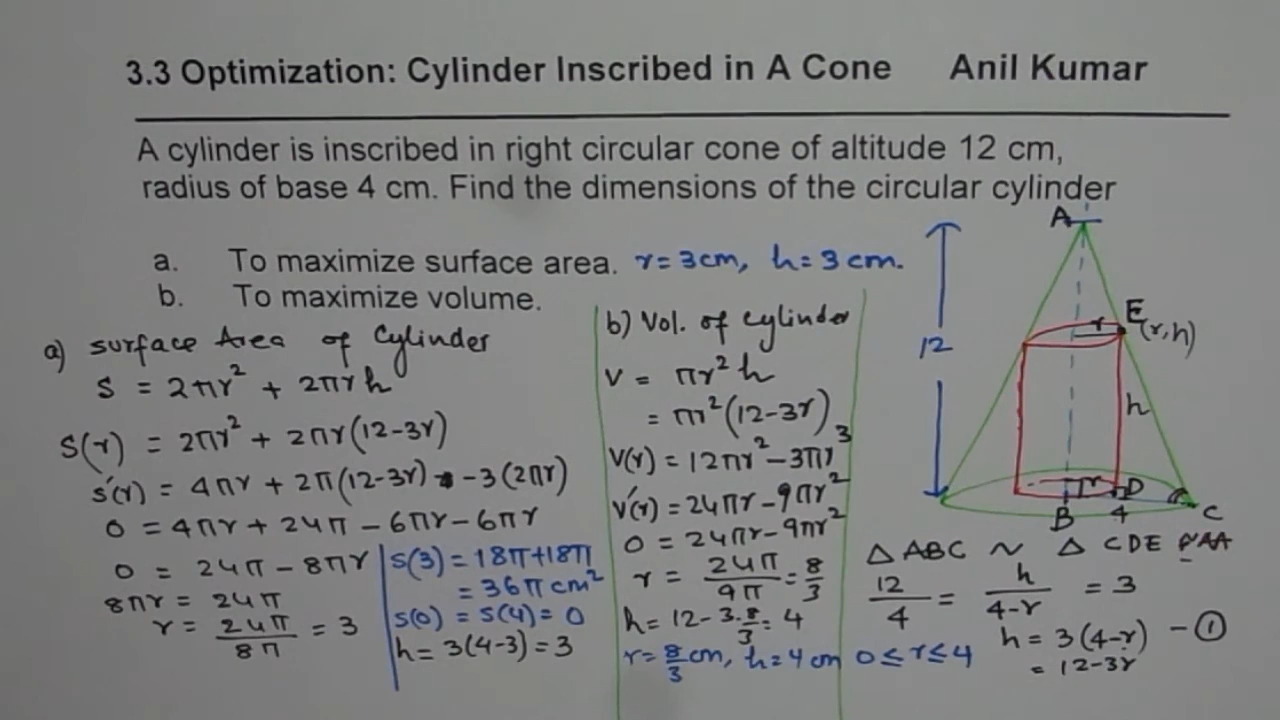 3.3 Optimization: Cylinder Inscribed in A Cone Anil Kumar
A cylinder is inscribed in right circular cone of altitude 12 cm,
radius of base 4 cm. Find the dimensions of the circular cylinder
a. To maximize surface area. r = 3cm, h = 3 cm.
b. To maximize volume.
a) Surface Area of Cylinder
S = 2πr² + 2πrh
S(r) = 2πr² + 2πr(12-3r)
S'(r) = 4πr + 2π(12-3r) -3(2πr)
0 = 4πr + 24π - 6πr - 6πr
0 = 24π - 8πr
8πr = 24π
r = 24π/8π = 3
S(3) = 18π+18π
= 36π cm²
S(0) = S(4) = 0
h = 3(4-3) = 3
b) Vol. of cylinder
V = πr²h
= πr²(12-3r)
V(r) = 12πr² - 3πr³
V'(r) = 24πr - 9πr²
0 = 24πr - 9πr²
r = 24π/9π = 8/3
h = 12 - 3·8/3 = 4
r = 8/3 cm, h = 4 cm 0 ≤ r ≤ 4
A
E
r
(r,h)
12
h
r
D
B
4
C
Δ ABC ~ Δ CDE AA
12/4 = h/(4-r) = 3
h = 3(4-r) - ①
= 12-3r